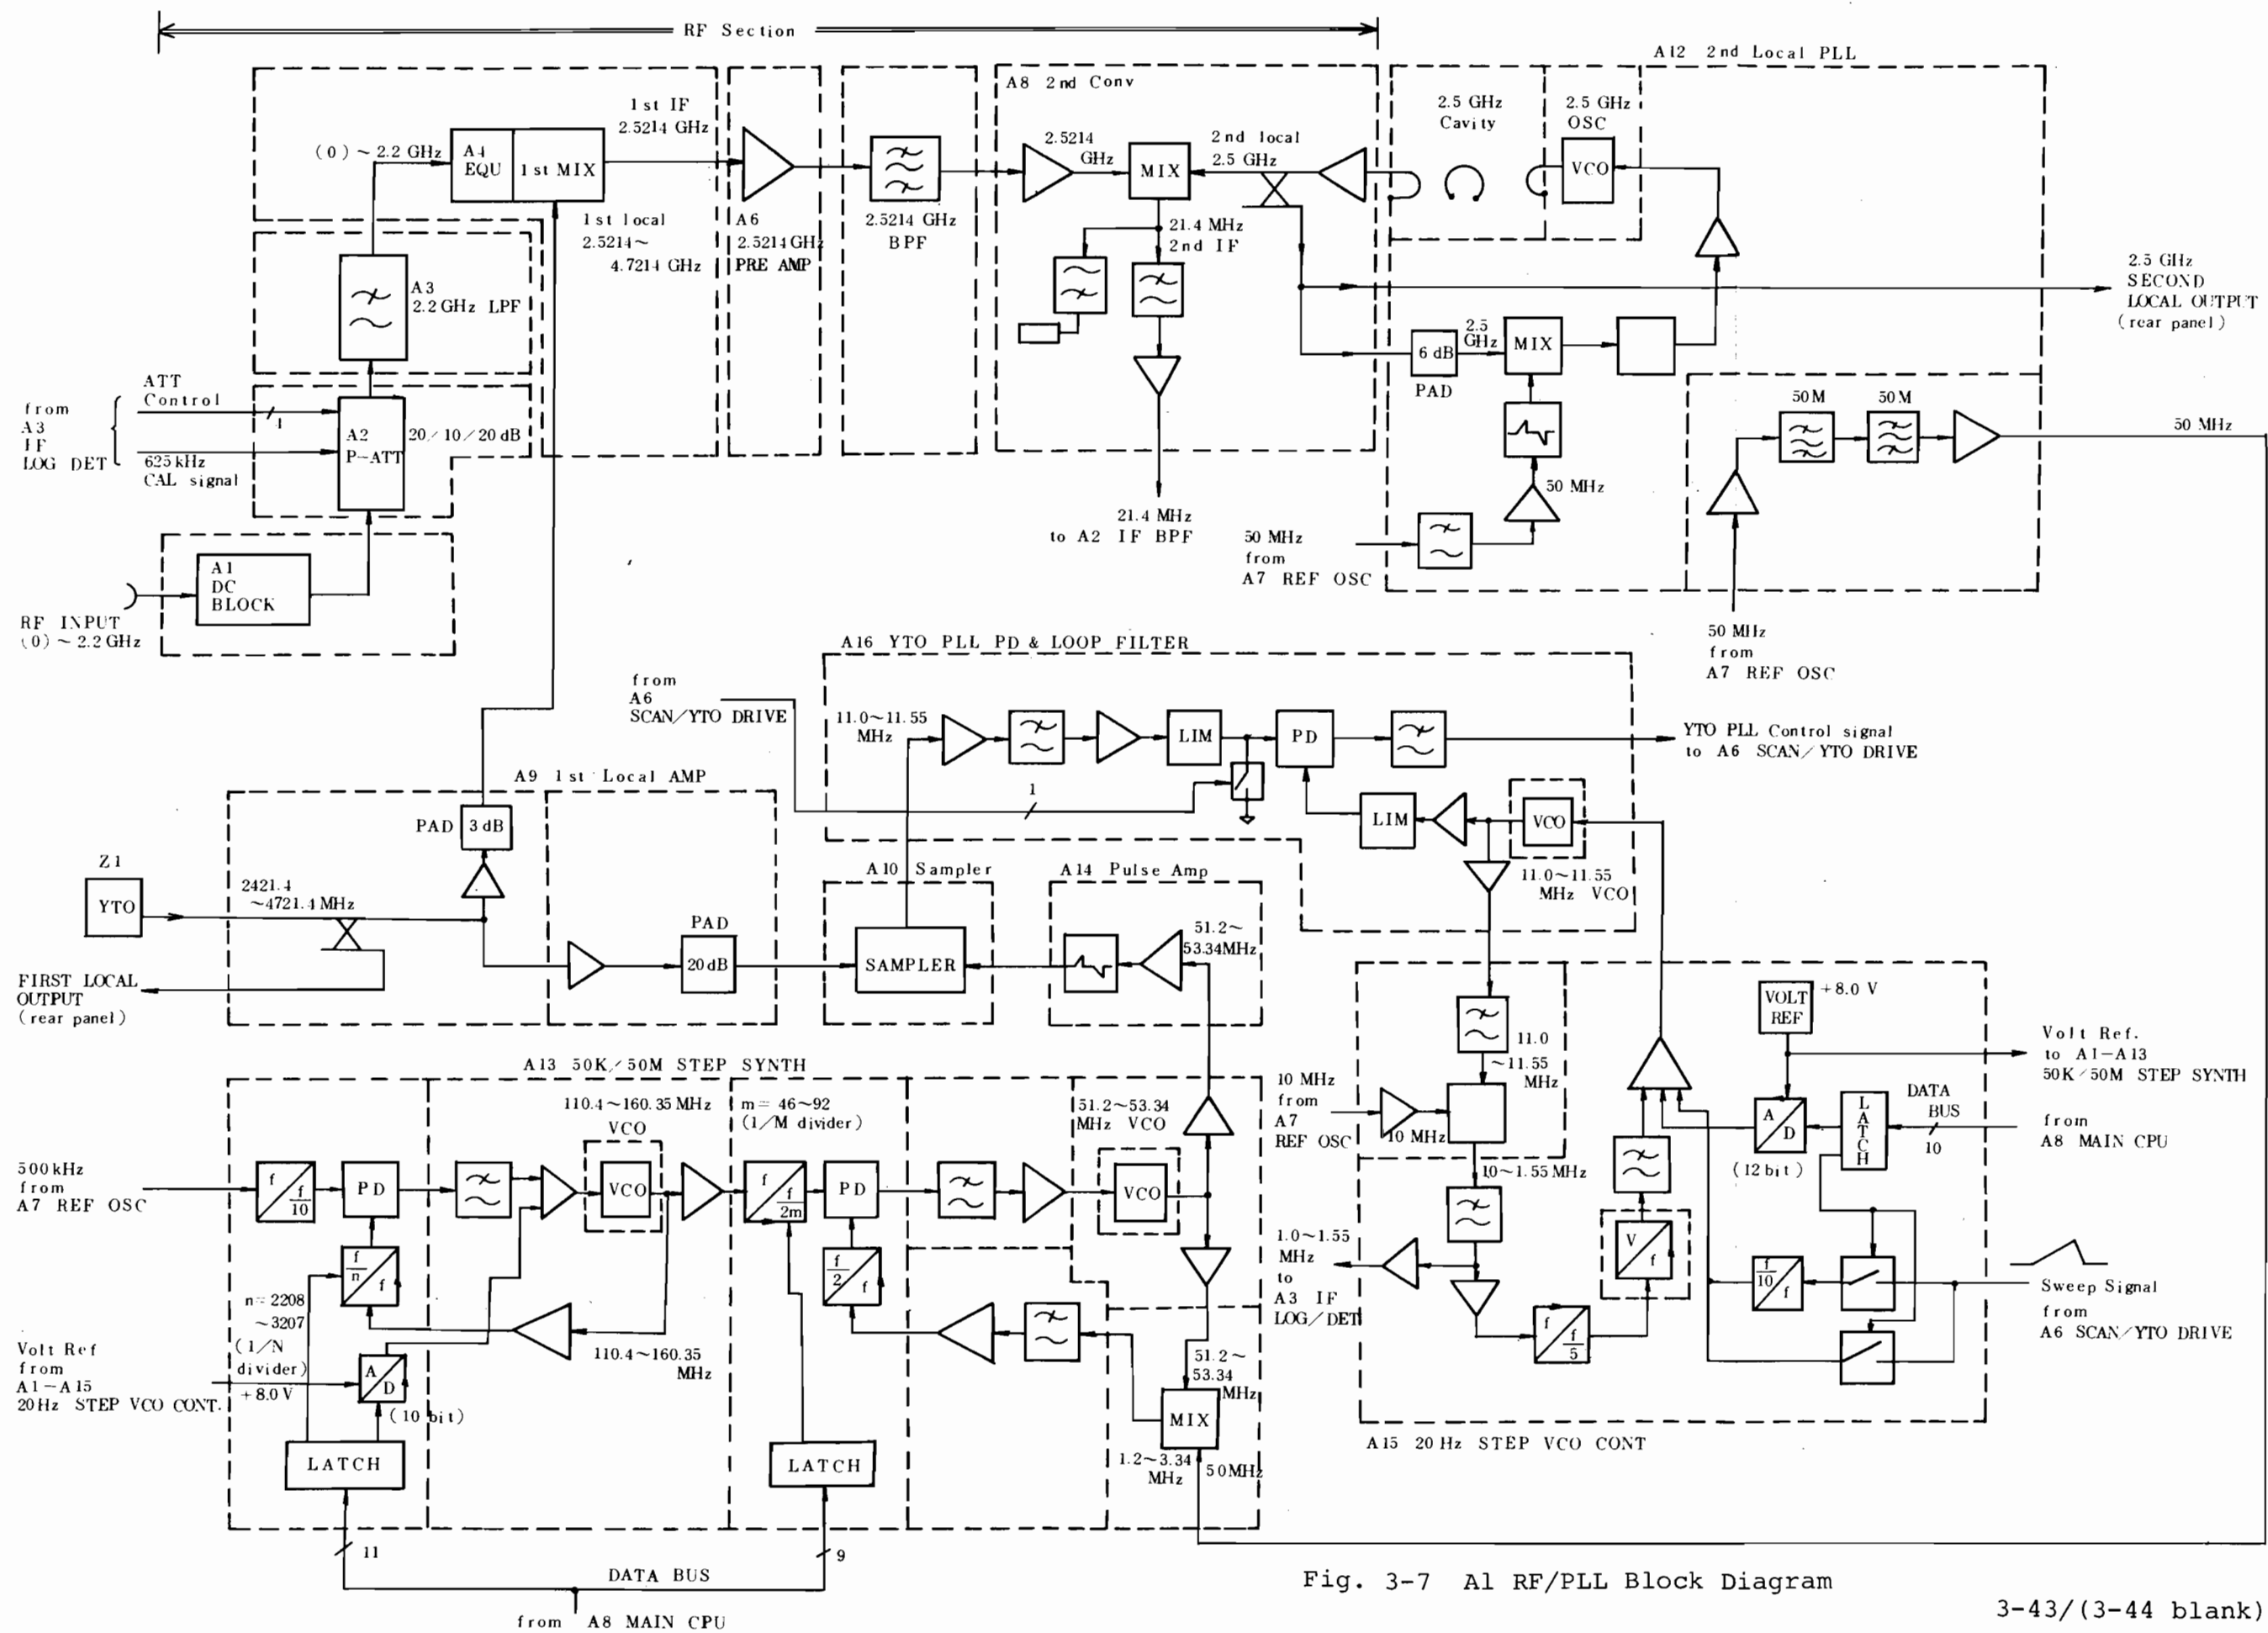 RF Section
A12 2nd Local PLL
A8 2nd Conv
1st IF
2.5214 GHz
(0)~2.2 GHz
A4
EQU
1st MIX
2.5214
GHz
MIX
2nd local
2.5 GHz
2.5 GHz
Cavity
2.5 GHz
OSC
VCO
1st local
2.5214~
4.7214 GHz
A6
2.5214 GHz
PRE AMP
2.5214 GHz
BPF
21.4 MHz
2nd IF
A3
2.2 GHz LPF
2.5 GHz
SECOND
LOCAL OUTPUT
(rear panel)
6 dB
PAD
2.5
GHz
MIX
from
A3
IF
LOG DET
ATT
Control
4
625 kHz
CAL signal
A2
P-ATT
20/10/20 dB
50 MHz
50M
50M
50 MHz
21.4 MHz
to A2 IF BPF
50 MHz
from
A7 REF OSC
A1
DC
BLOCK
RF INPUT
(0)~2.2 GHz
50 MHz
from
A7 REF OSC
A16 YTO PLL PD & LOOP FILTER
from
A6
SCAN/YTO DRIVE
11.0~11.55
MHz
LIM
PD
YTO PLL Control signal
to A6 SCAN/YTO DRIVE
1
LIM
VCO
11.0~11.55
MHz VCO
A9 1st Local AMP
PAD
3 dB
Z1
YTO
2421.4
~4721.4 MHz
PAD
20 dB
FIRST LOCAL
OUTPUT
(rear panel)
A10 Sampler
SAMPLER
A14 Pulse Amp
51.2~
53.34MHz
VOLT
REF
+8.0 V
Volt Ref.
to A1-A13
50K/50M STEP SYNTH
11.0
~11.55
MHz
10 MHz
from
A7
REF OSC
10 MHz
A
D
(12 bit)
LATCH
DATA
BUS
10
from
A8 MAIN CPU
1.0~1.55 MHz
1.0~1.55
MHz
to
A3 IF
LOG/DET
f
f
5
V
f
f
10
f
Sweep Signal
from
A6 SCAN/YTO DRIVE
A15 20 Hz STEP VCO CONT
A13 50K/50M STEP SYNTH
110.4~160.35 MHz
VCO
m = 46~92
(1/M divider)
51.2~53.34
MHz VCO
500 kHz
from
A7 REF OSC
f
f
10
PD
VCO
f
f
2m
PD
VCO
f
n
f
f
2
f
n = 2208
~3207
(1/N
divider)
+8.0 V
Volt Ref
from
A1-A15
20Hz STEP VCO CONT.
A
D
(10 bit)
110.4~160.35
MHz
51.2~
53.34
MHz
MIX
1.2~3.34
MHz
50MHz
LATCH
LATCH
11
9
DATA BUS
from A8 MAIN CPU
Fig. 3-7 A1 RF/PLL Block Diagram
3-43/(3-44 blank)